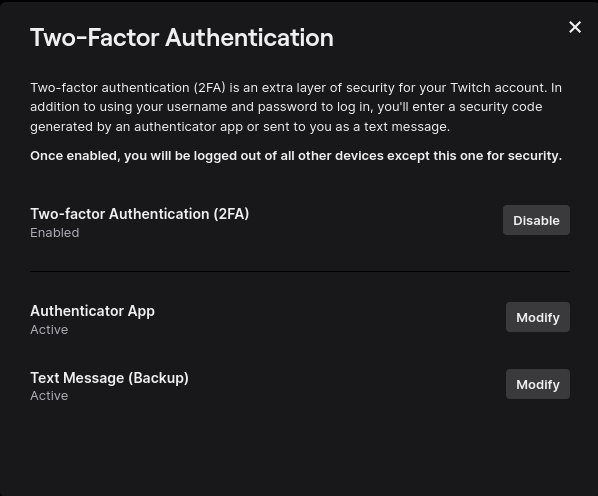 Two-Factor Authentication
Two-factor authentication (2FA) is an extra layer of security for your Twitch account. In
addition to using your username and password to log in, you'll enter a security code
generated by an authenticator app or sent to you as a text message.
Once enabled, you will be logged out of all other devices except this one for security.
Two-factor Authentication (2FA)
Enabled
Disable
Authenticator App
Active
Modify
Text Message (Backup)
Active
Modify